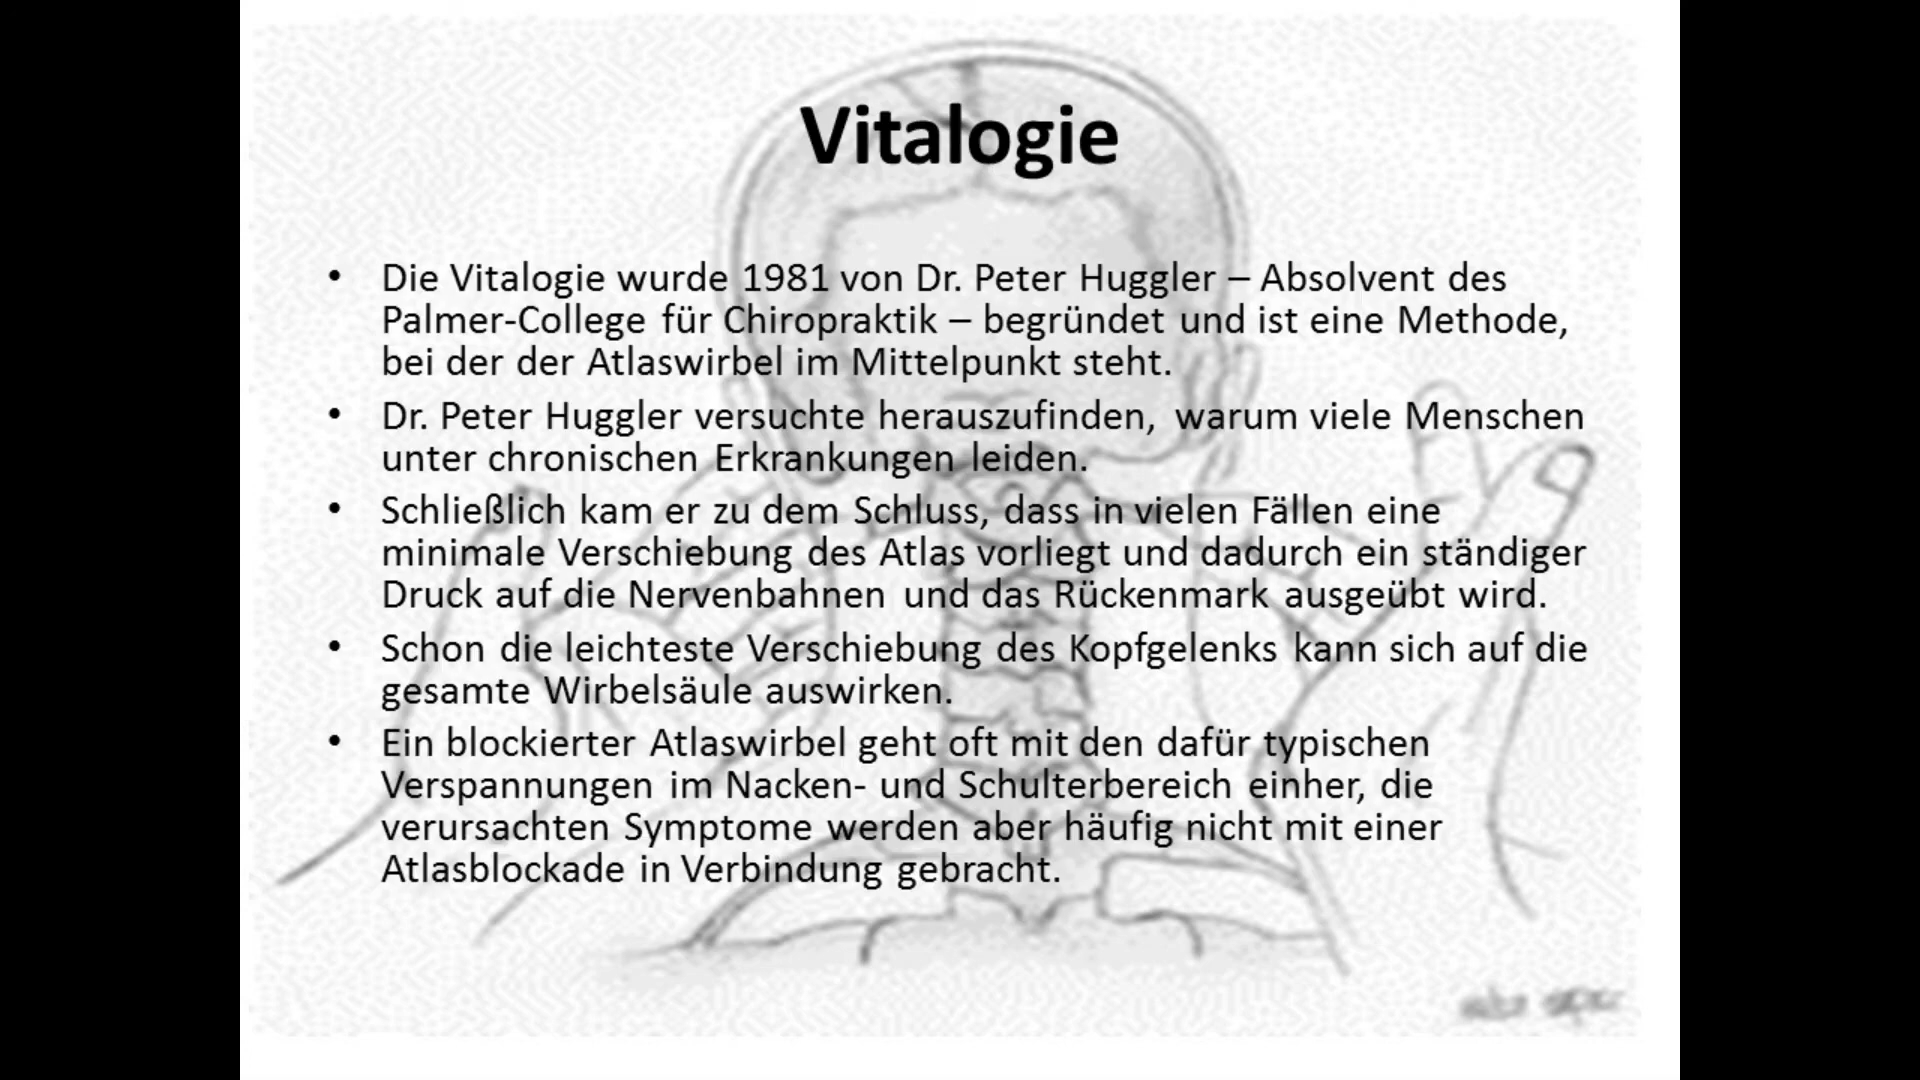 Vitalogie
• Die Vitalogie wurde 1981 von Dr. Peter Huggler – Absolvent des
Palmer-College für Chiropraktik – begründet und ist eine Methode,
bei der der Atlaswirbel im Mittelpunkt steht.
• Dr. Peter Huggler versuchte herauszufinden, warum viele Menschen
unter chronischen Erkrankungen leiden.
• Schließlich kam er zu dem Schluss, dass in vielen Fällen eine
minimale Verschiebung des Atlas vorliegt und dadurch ein ständiger
Druck auf die Nervenbahnen und das Rückenmark ausgeübt wird.
• Schon die leichteste Verschiebung des Kopfgelenks kann sich auf die
gesamte Wirbelsäule auswirken.
• Ein blockierter Atlaswirbel geht oft mit den dafür typischen
Verspannungen im Nacken- und Schulterbereich einher, die
verursachten Symptome werden aber häufig nicht mit einer
Atlasblockade in Verbindung gebracht.